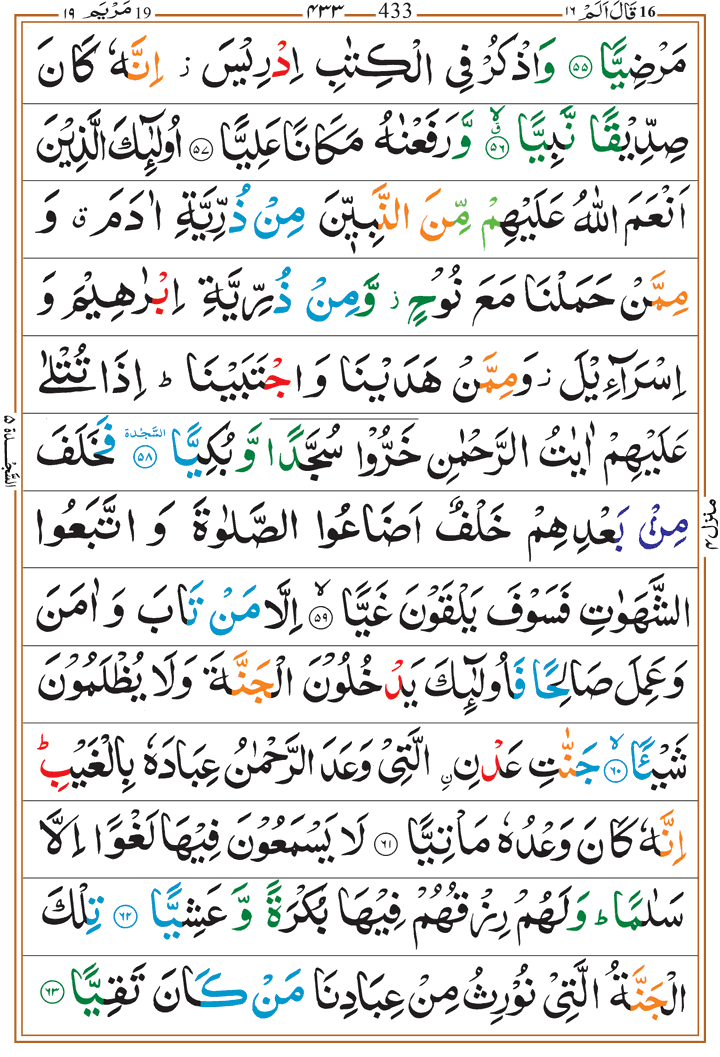 19 مَرْيَم ١٩ — ٤٣٣ — 433 — 16 قَالَ اَلَمْ ١٦
مَرْضِيًّا ﴿٥٥﴾ وَاذْكُرْ فِى الْكِتٰبِ اِدْرِيْسَ ز اِنَّهٗ كَانَ
صِدِّيْقًا نَّبِيًّا ﴿٥٦﴾ ۙ وَّ رَفَعْنٰهُ مَكَانًا عَلِيًّا ﴿٥٧﴾ اُولٰٓئِكَ الَّذِيْنَ
اَنْعَمَ اللّٰهُ عَلَيْهِمْ مِّنَ النَّبِيّٖنَ مِنْ ذُرِّيَّةِ اٰدَمَ ق وَ
مِمَّنْ حَمَلْنَا مَعَ نُوْحٍ ز وَّمِنْ ذُرِّيَّةِ اِبْرٰهِيْمَ وَ
اِسْرَآءِيْلَ ز وَمِمَّنْ هَدَيْنَا وَاجْتَبَيْنَا ط اِذَا تُتْلٰى
عَلَيْهِمْ اٰيٰتُ الرَّحْمٰنِ خَرُّوْا سُجَّدًا وَّ بُكِيًّا ﴿٥٨﴾ السَّجْدَة فَخَلَفَ
مِنْ بَعْدِهِمْ خَلْفٌ اَضَاعُوا الصَّلٰوةَ وَ اتَّبَعُوا
الشَّهَوٰتِ فَسَوْفَ يَلْقَوْنَ غَيًّا ﴿٥٩﴾ ۙ اِلَّا مَنْ تَابَ وَ اٰمَنَ
وَعَمِلَ صَالِحًا فَاُولٰٓئِكَ يَدْخُلُوْنَ الْجَنَّةَ وَلَا يُظْلَمُوْنَ
شَيْئًا ﴿٦٠﴾ ۙ جَنّٰتِ عَدْنِ ۨ الَّتِىْ وَعَدَ الرَّحْمٰنُ عِبَادَهٗ بِالْغَيْبِ ط
اِنَّهٗ كَانَ وَعْدُهٗ مَاْتِيًّا ﴿٦١﴾ لَا يَسْمَعُوْنَ فِيْهَا لَغْوًا اِلَّا
سَلٰمًا ط وَلَهُمْ رِزْقُهُمْ فِيْهَا بُكْرَةً وَّ عَشِيًّا ﴿٦٢﴾ تِلْكَ
الْجَنَّةُ الَّتِىْ نُوْرِثُ مِنْ عِبَادِنَا مَنْ كَانَ تَقِيًّا ﴿٦٣﴾
السَّجْدَة ٥
منزل ٤